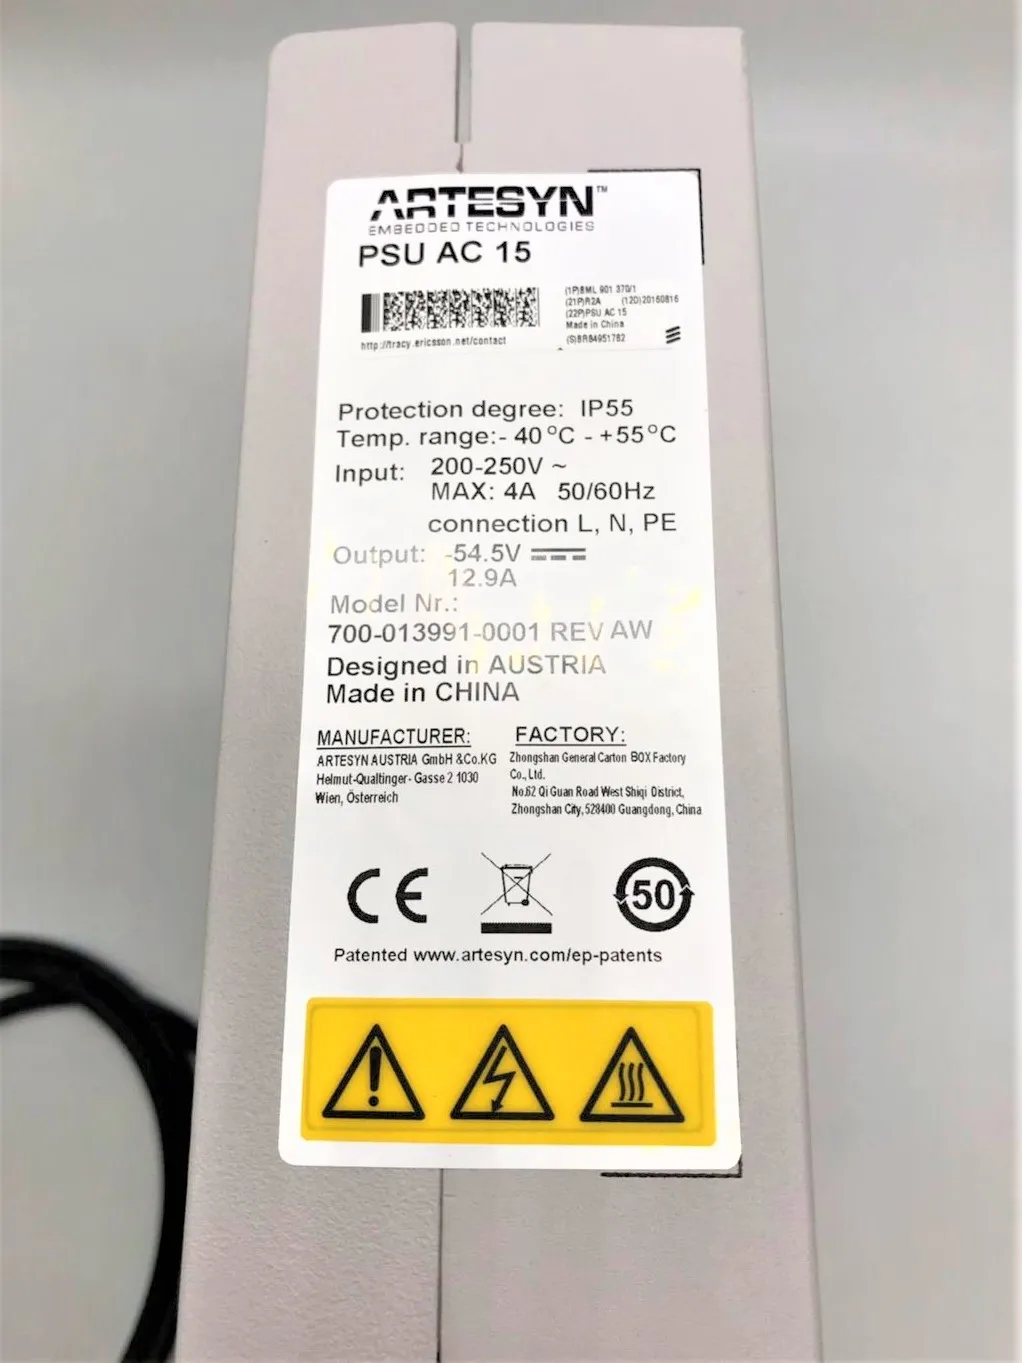 ARTESYN™
EMBEDDED TECHNOLOGIES
PSU AC 15
(1P)BML 901 370/1
(21P)R2A (12D)20160816
(22P)PSU AC 15
Made in China
(S)BR84951782
http://tracy.ericsson.net/contact
Protection degree: IP55
Temp. range:- 40°C - +55°C
Input: 200-250V ~
MAX: 4A 50/60Hz
connection L, N, PE
Output: -54.5V ⎓
12.9A
Model Nr.:
700-013991-0001 REV AW
Designed in AUSTRIA
Made in CHINA
MANUFACTURER:
ARTESYN AUSTRIA GmbH &Co.KG
Helmut-Qualtinger- Gasse 2 1030
Wien, Österreich
FACTORY:
Zhongshan General Carton BOX Factory
Co., Ltd.
No.62 Qi Guan Road West Shiqi District,
Zhongshan City, 528400 Guangdong, China
CE
50
Patented www.artesyn.com/ep-patents